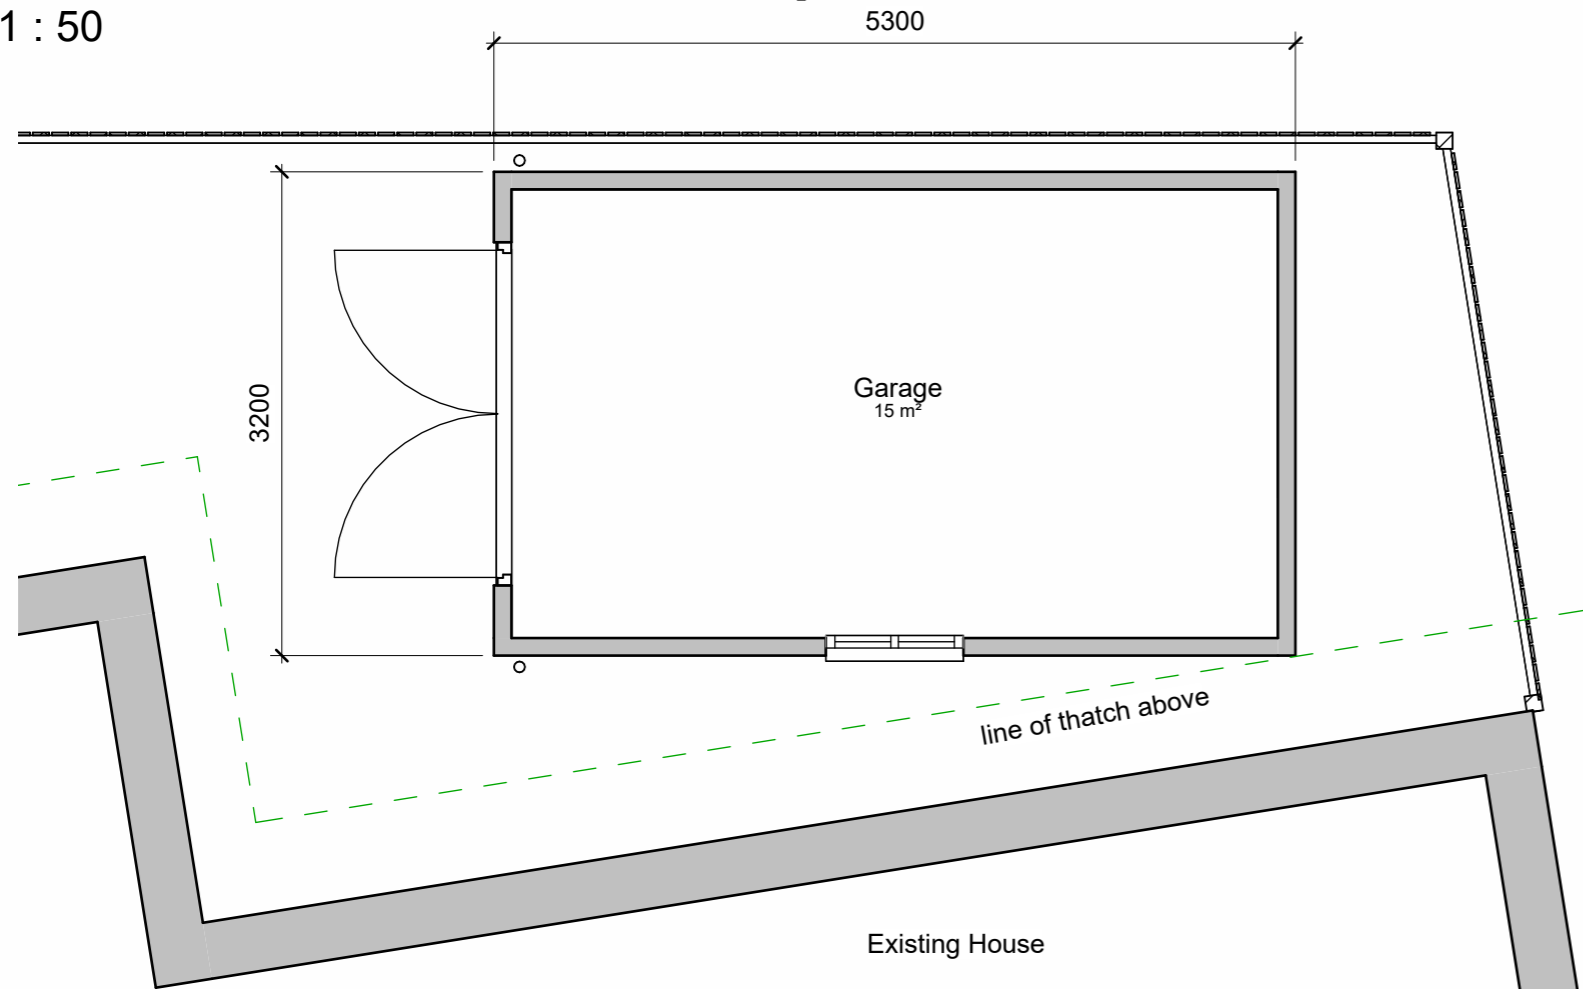 1 : 50
5300
3200
Garage
15 m²
line of thatch above
Existing House